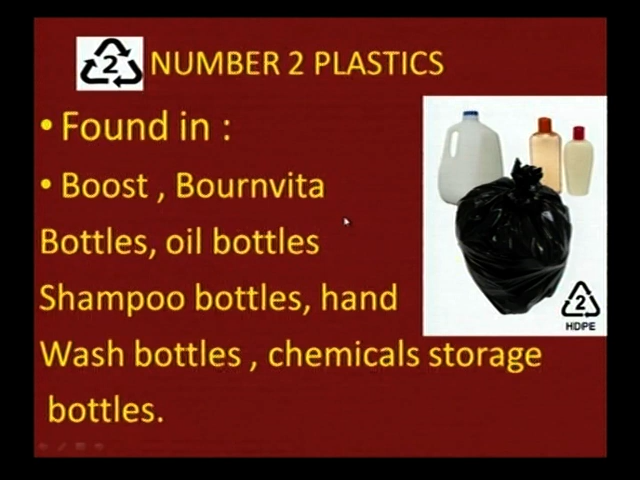 2 NUMBER 2 PLASTICS
• Found in :
• Boost , Bournvita
Bottles, oil bottles
Shampoo bottles, hand
Wash bottles , chemicals storage
bottles.
2
HDPE